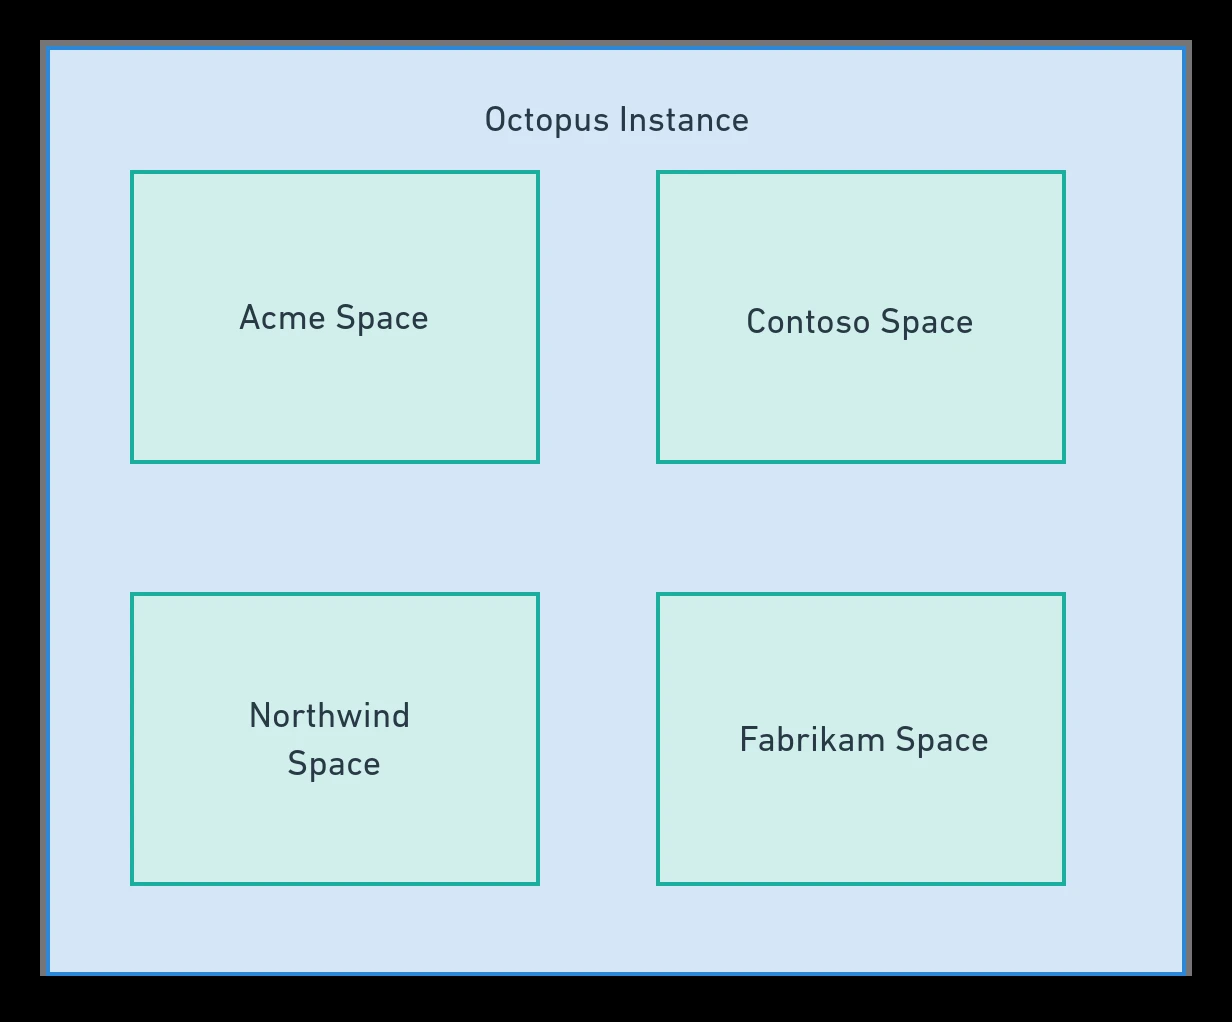 Octopus Instance
Acme Space
Contoso Space
Northwind
Space
Fabrikam Space